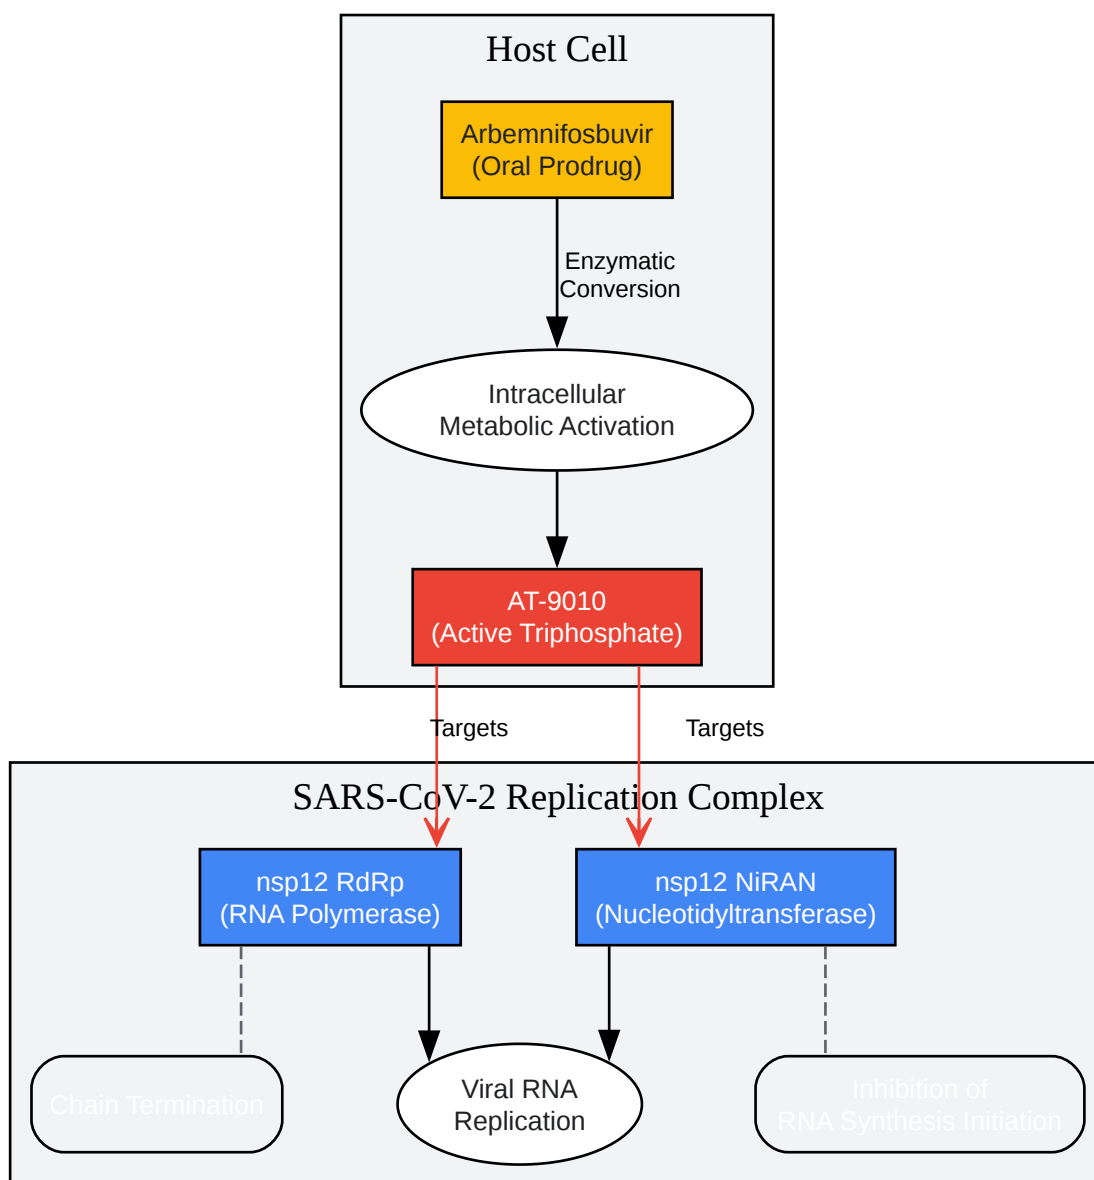 Host Cell
Arbemnifosbuvir
(Oral Prodrug)
Enzymatic
Conversion
Intracellular
Metabolic Activation
AT-9010
(Active Triphosphate)
Targets
Targets
SARS-CoV-2 Replication Complex
nsp12 RdRp
(RNA Polymerase)
nsp12 NiRAN
(Nucleotidyltransferase)
Chain Termination
Viral RNA
Replication
Inhibition of
RNA Synthesis Initiation